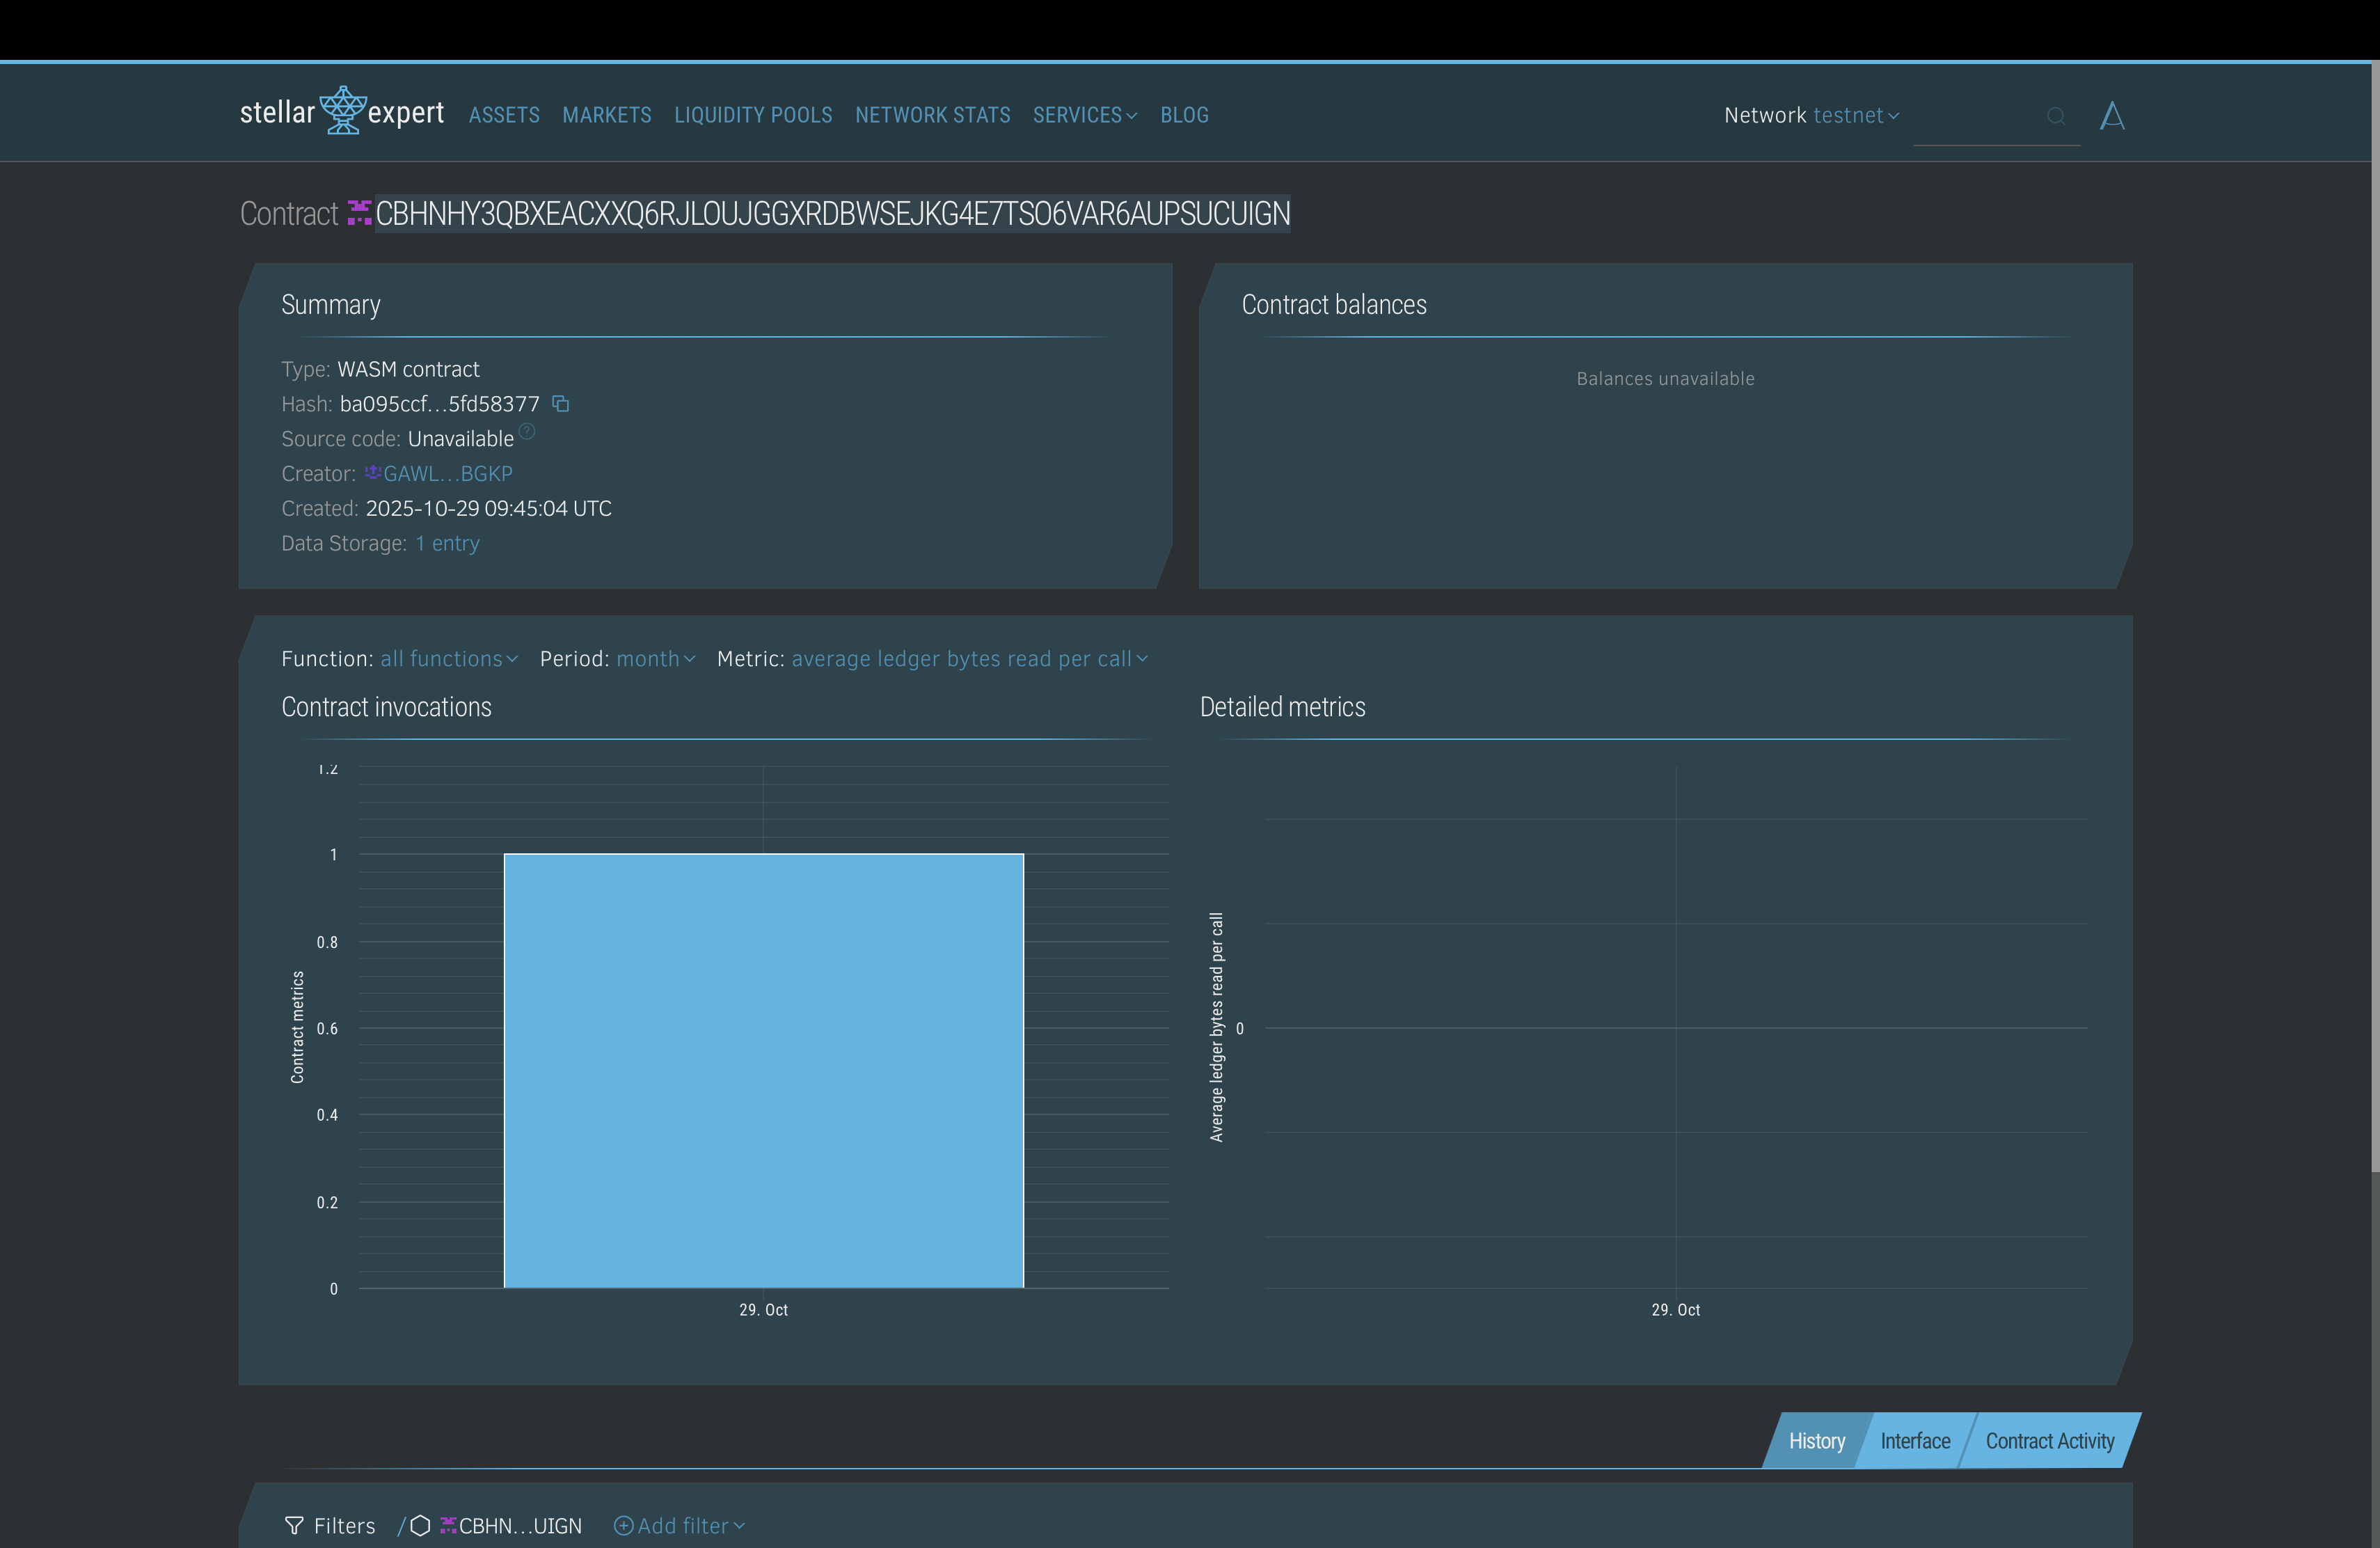 stellar expert ASSETS MARKETS LIQUIDITY POOLS NETWORK STATS SERVICES BLOG Network testnet
Contract CBHNHY3QBXEACXXQ6RJLOUJGGXRDBWSEJKG4E7TSO6VAR6AUPSUCUIGN
Summary
Type: WASM contract
Hash: ba095ccf…5fd58377
Source code: Unavailable ?
Creator: GAWL…BGKP
Created: 2025-10-29 09:45:04 UTC
Data Storage: 1 entry
Contract balances
Balances unavailable
Function: all functions Period: month Metric: average ledger bytes read per call
Contract invocations
1.2
1
0.8
0.6
0.4
0.2
0
Contract metrics
29. Oct
Detailed metrics
Average ledger bytes read per call
0
29. Oct
History Interface Contract Activity
Filters / CBHN…UIGN Add filter